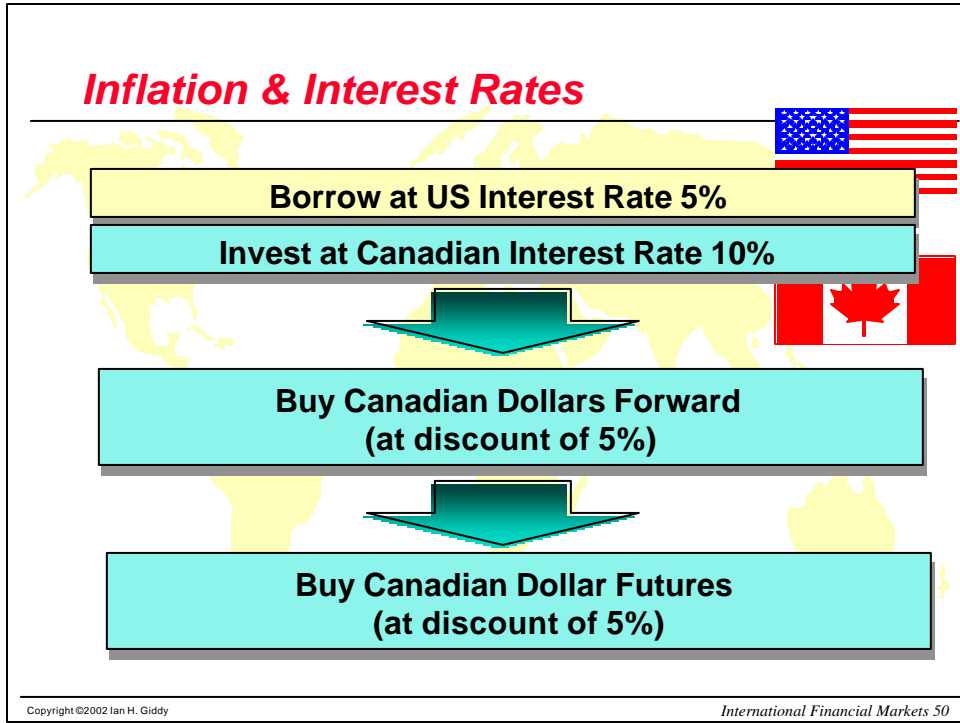 Inflation & Interest Rates
Borrow at US Interest Rate 5%
Invest at Canadian Interest Rate 10%
Buy Canadian Dollars Forward
(at discount of 5%)
Buy Canadian Dollar Futures
(at discount of 5%)
Copyright ©2002 Ian H. Giddy
International Financial Markets 50